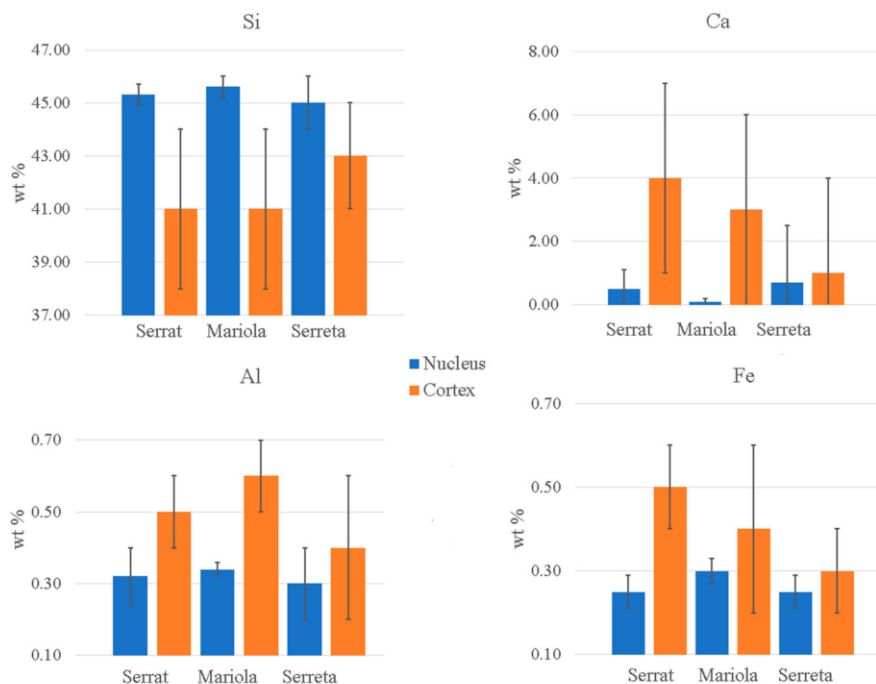 Si
47.00
45.00
43.00
41.00
39.00
37.00
wt %
Serrat Mariola Serreta
Ca
8.00
6.00
4.00
2.00
0.00
wt %
Serrat Mariola Serreta
Nucleus
Cortex
Al
0.70
0.50
0.30
0.10
wt %
Serrat Mariola Serreta
Fe
0.70
0.50
0.30
0.10
wt %
Serrat Mariola Serreta